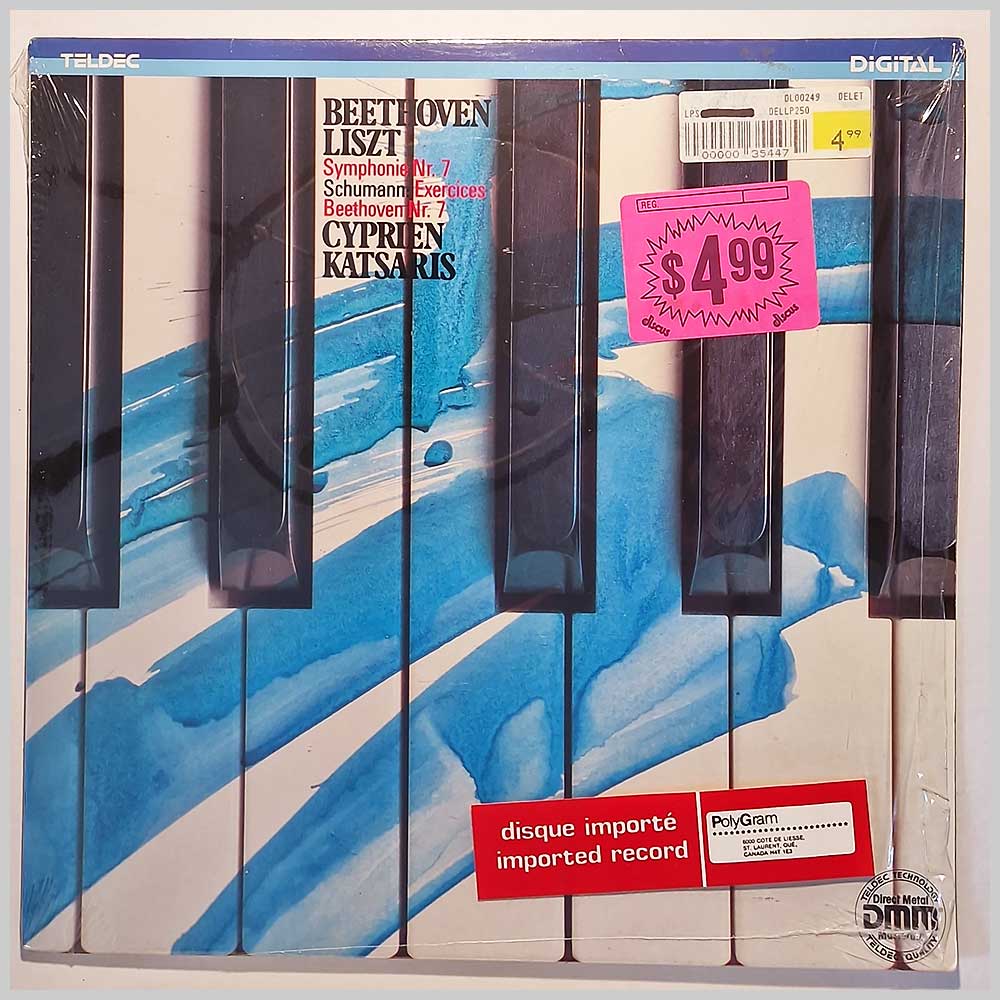 TELDEC
DiGiTAL
BEETHOVEN
LISZT
Symphonie Nr. 7
Schumann Exercices
Beethoven Nr. 7
CYPRIEN
KATSARIS
DL00249 DELET
LPS DELLP250
00000 35447
4.99
REG.
$4.99
discus discus
disque importé
imported record
PolyGram
6000 COTE DE LIESSE,
ST. LAURENT, QUÉ,
CANADA H4T 1E3
TELDEC TECHNOLOGY
Direct Metal
DMM
TELDEC QUALITY